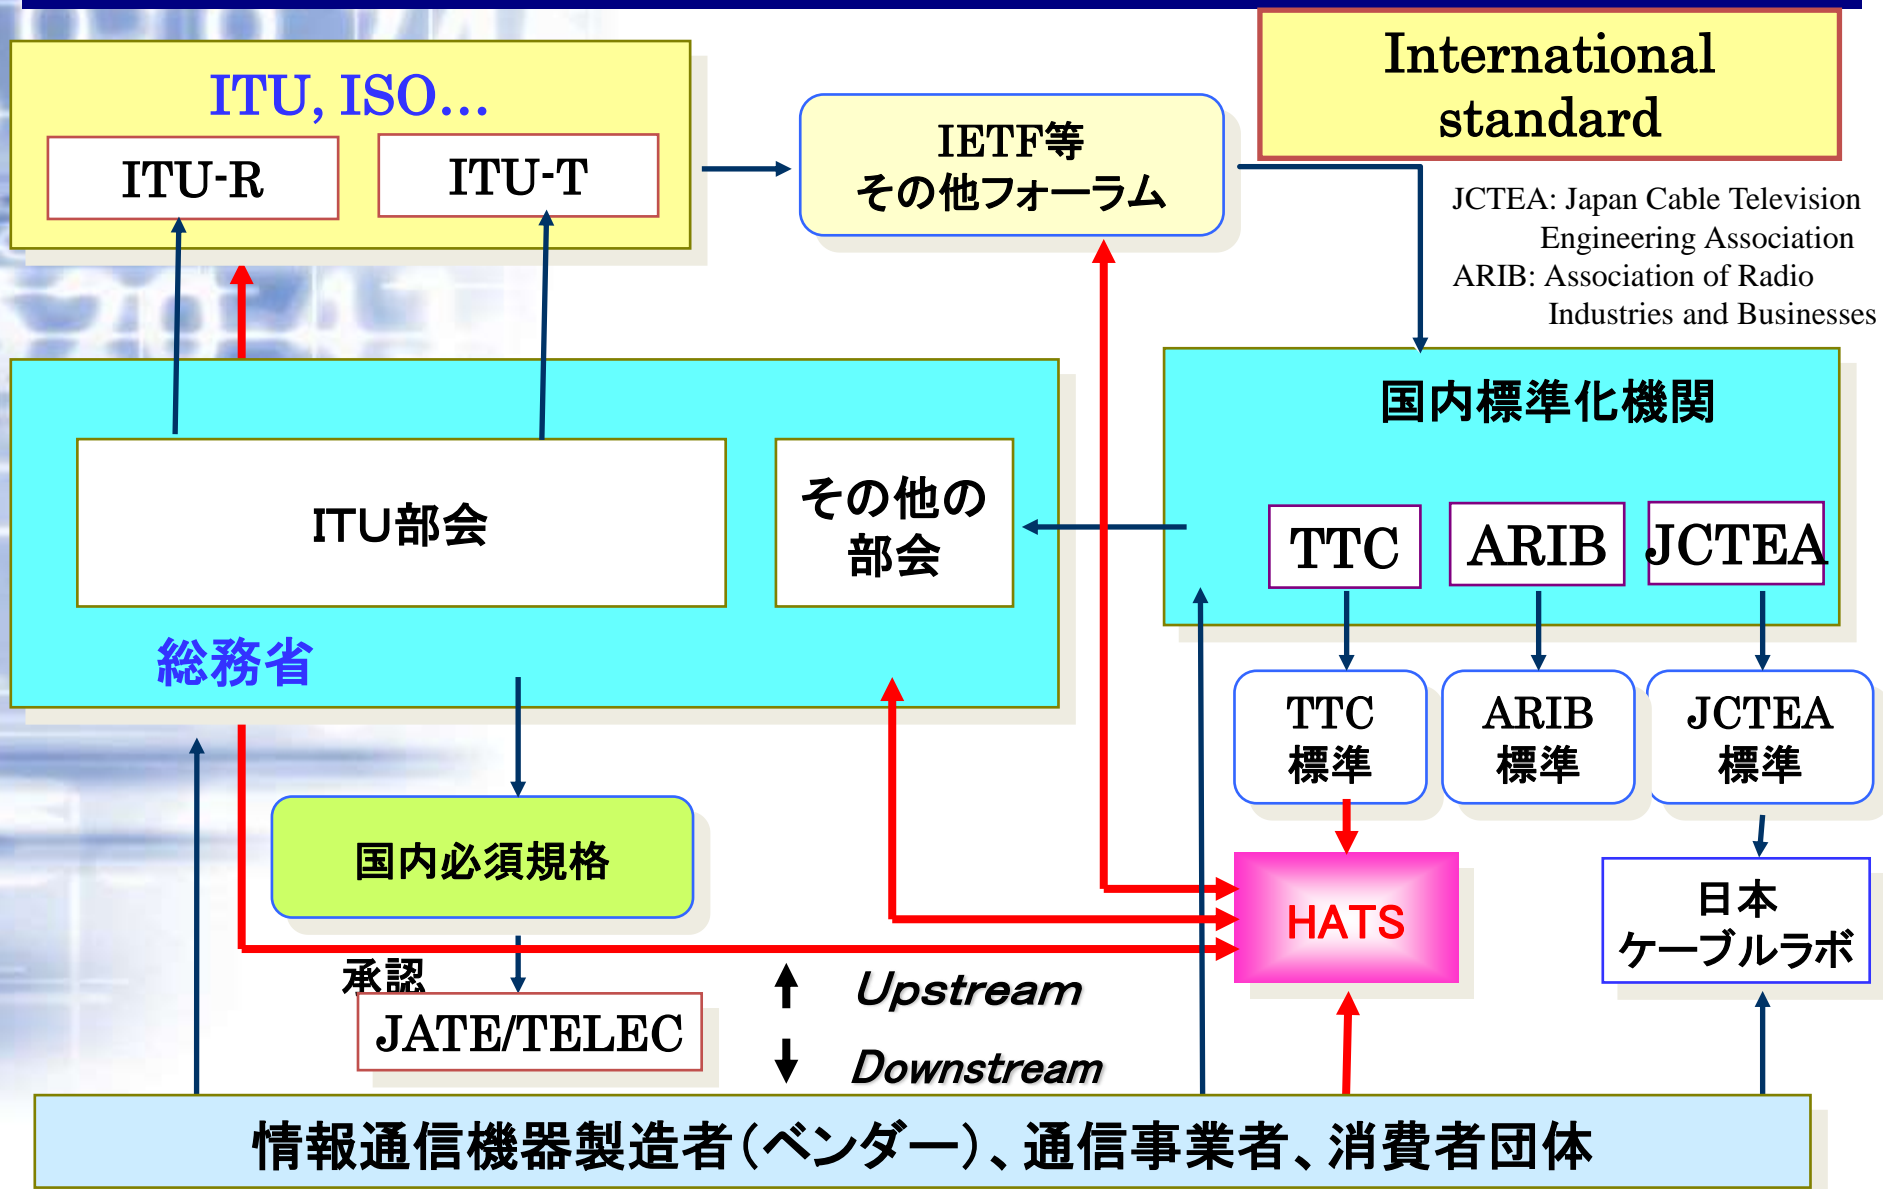 International
standard
ITU, ISO...
ITU-R
ITU-T
IETF等
その他フォーラム
JCTEA: Japan Cable Television
Engineering Association
ARIB: Association of Radio
Industries and Businesses
国内標準化機関
ITU部会
その他の
部会
TTC
ARIB
JCTEA
総務省
TTC
標準
ARIB
標準
JCTEA
標準
国内必須規格
HATS
日本
ケーブルラボ
承認
JATE/TELEC
Upstream
Downstream
情報通信機器製造者(ベンダー)、通信事業者、消費者団体